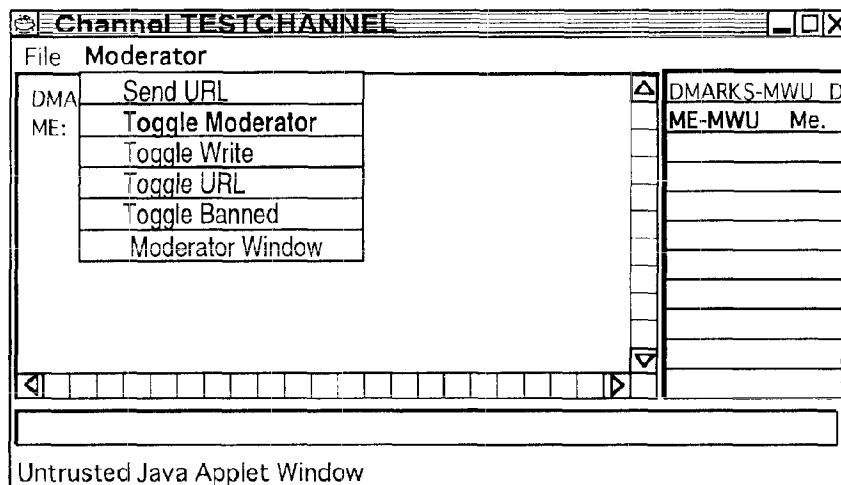 Channel TESTCHANNEL
File Moderator
DMA
ME:
Send URL
Toggle Moderator
Toggle Write
Toggle URL
Toggle Banned
Moderator Window
DMARKS-MWU D
ME-MWU Me.
Untrusted Java Applet Window